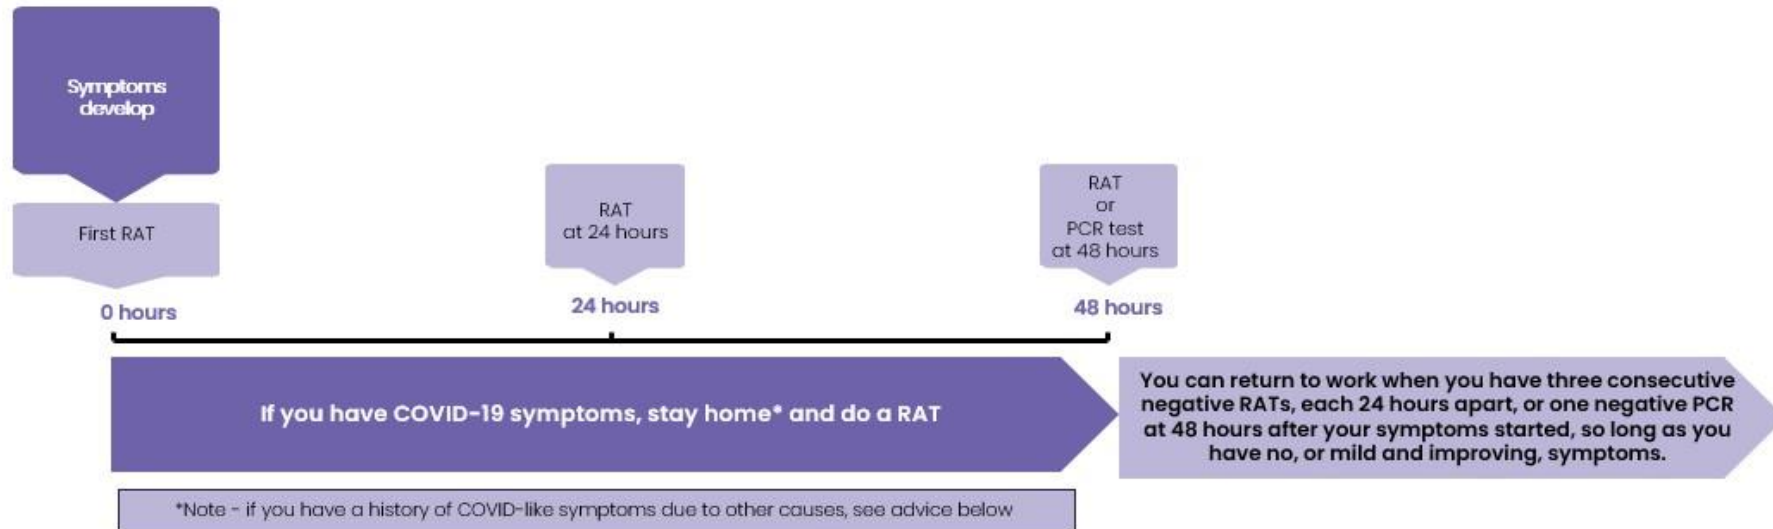 Symptoms
develop
First RAT
RAT
at 24 hours
RAT
or
PCR test
at 48 hours
0 hours
24 hours
48 hours
If you have COVID-19 symptoms, stay home* and do a RAT
You can return to work when you have three consecutive
negative RATs, each 24 hours apart, or one negative PCR
at 48 hours after your symptoms started, so long as you
have no, or mild and improving, symptoms.
*Note - if you have a history of COVID-like symptoms due to other causes, see advice below